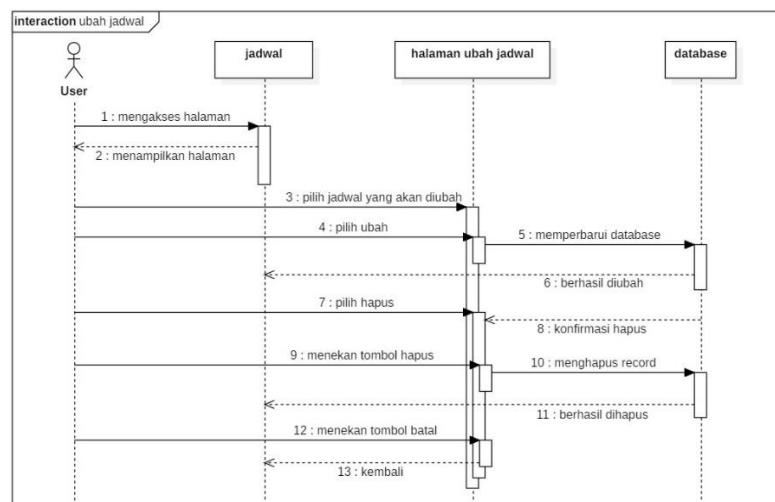 interaction ubah jadwal
jadwal
halaman ubah jadwal
database
User
1 : mengakses halaman
2 : menampilkan halaman
3 : pilih jadwal yang akan diubah
4 : pilih ubah
5 : memperbarui database
6 : berhasil diubah
7 : pilih hapus
8 : konfirmasi hapus
9 : menekan tombol hapus
10 : menghapus record
11 : berhasil dihapus
12 : menekan tombol batal
13 : kembali